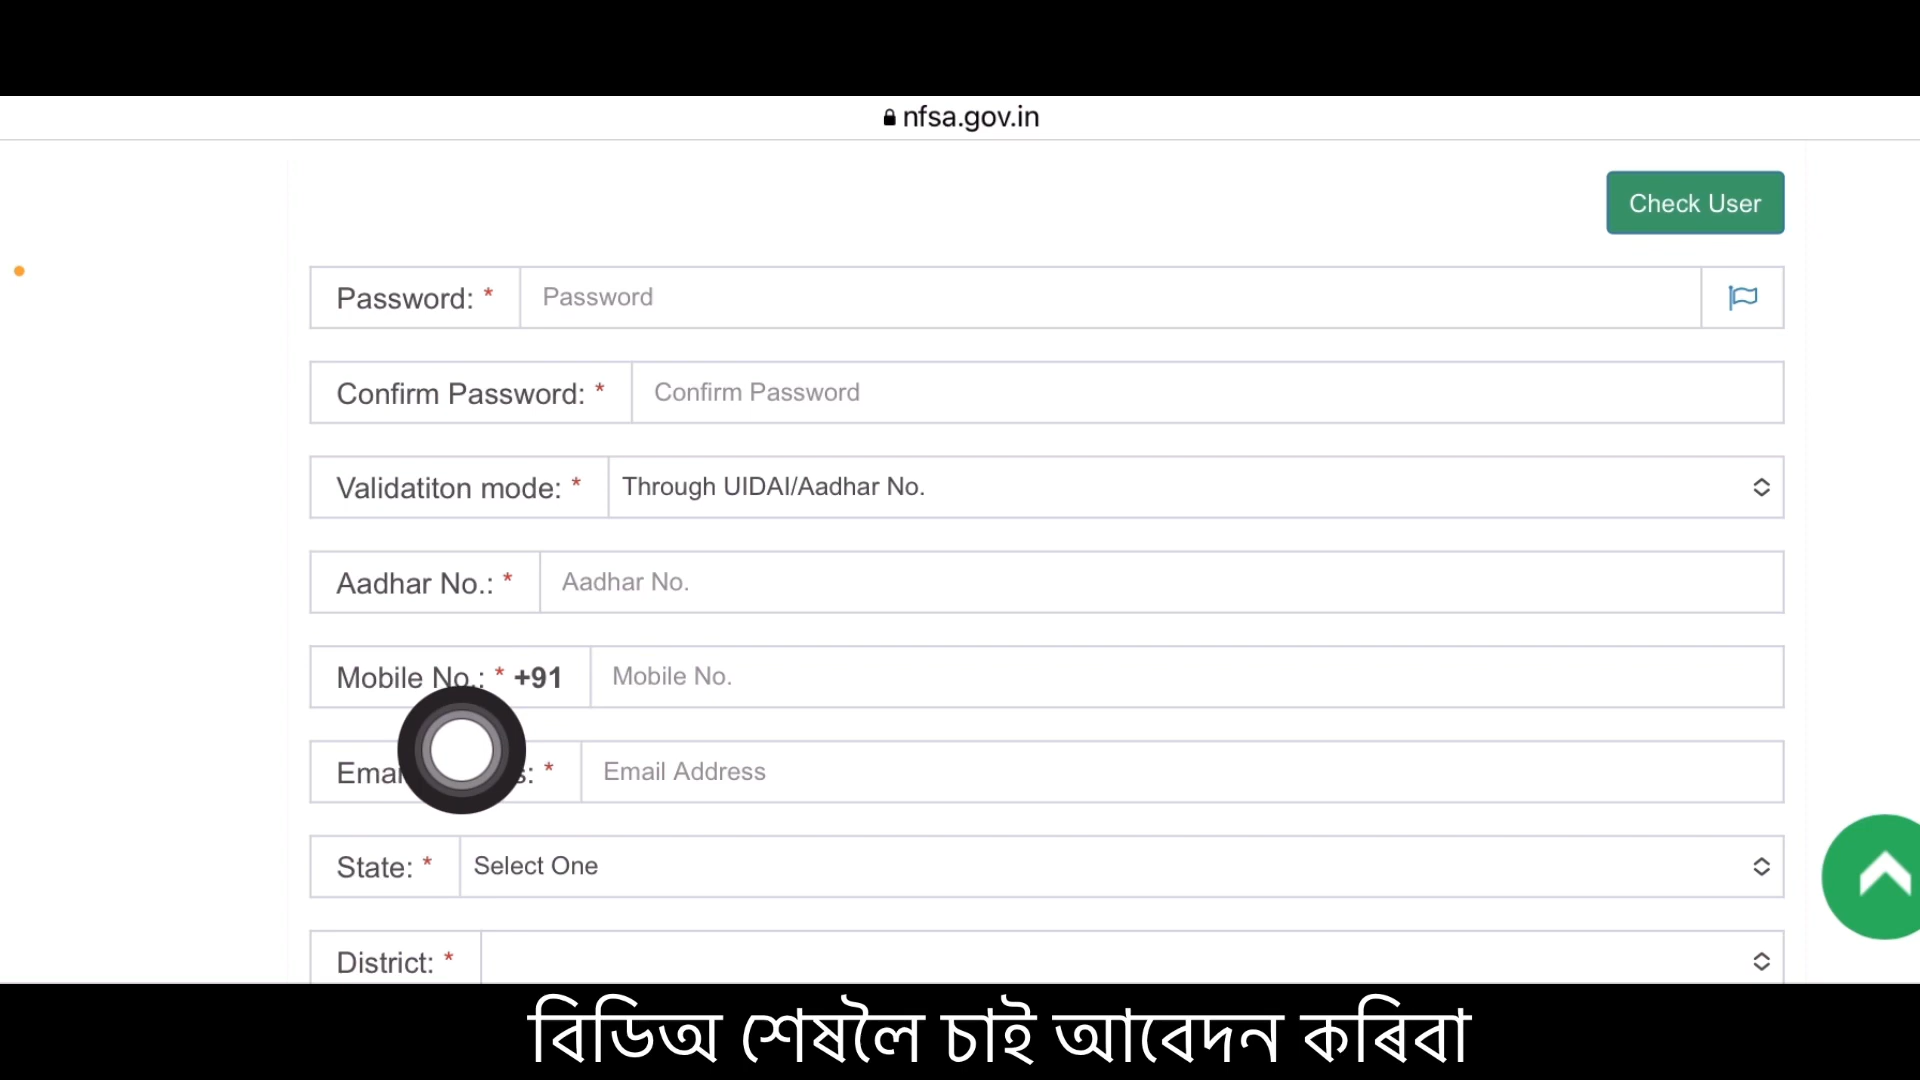 nfsa.gov.in
Check User
Password: * Password
Confirm Password: * Confirm Password
Validatiton mode: * Through UIDAI/Aadhar No.
Aadhar No.: * Aadhar No.
Mobile No.: * +91 Mobile No.
Email Address
State: * Select One
District: *
বিডিঅ শেষলৈ চাই আবেদন কৰিবা